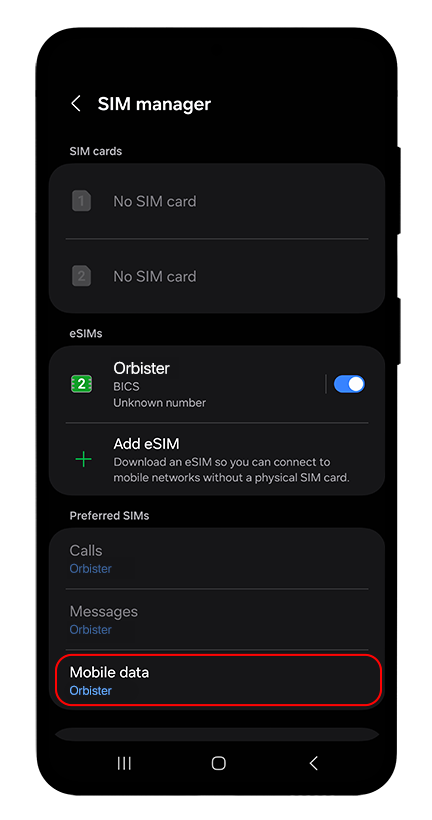 SIM manager
SIM cards
1
No SIM card
2
No SIM card
eSIMs
2
Orbister
BICS
Unknown number
Add eSIM
Download an eSIM so you can connect to
mobile networks without a physical SIM card.
Preferred SIMs
Calls
Orbister
Messages
Orbister
Mobile data
Orbister